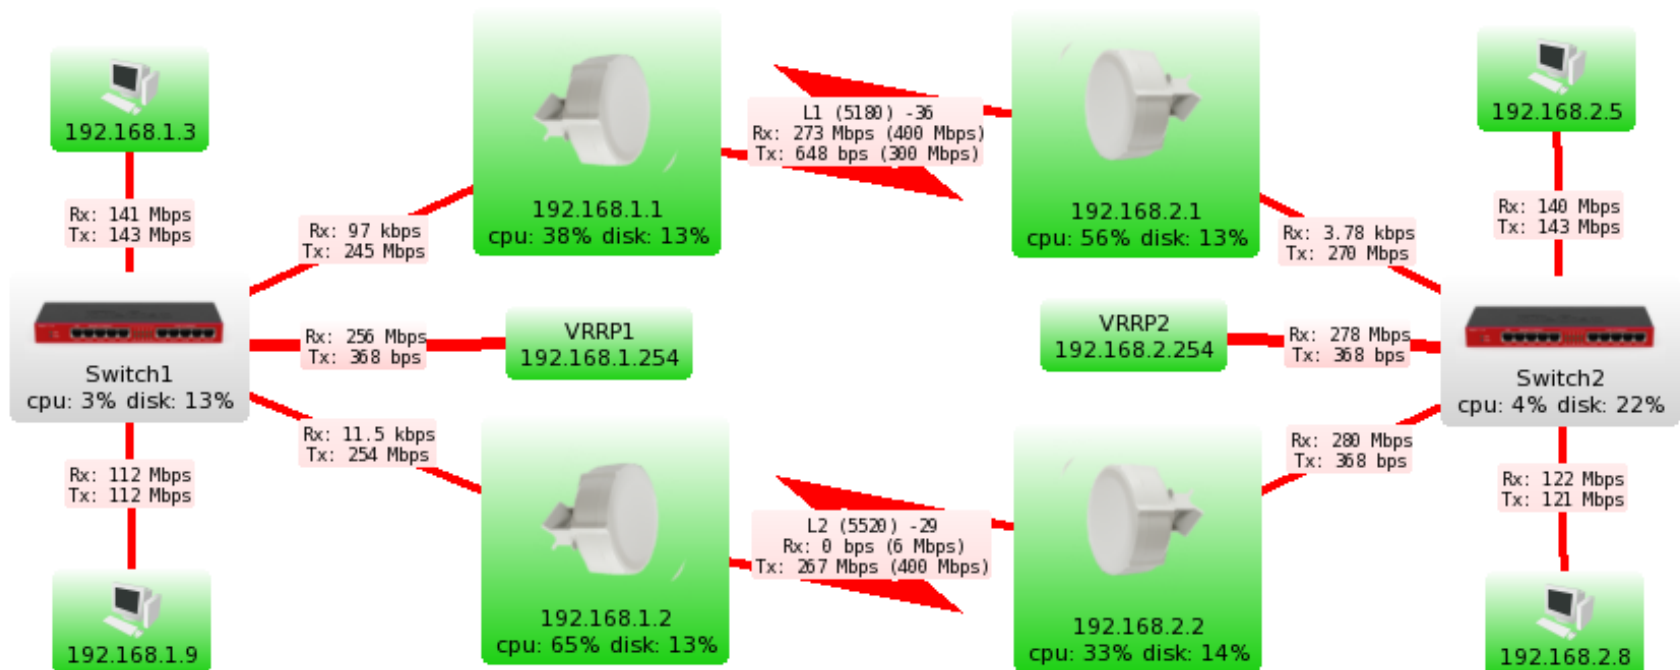 192.168.1.3
Rx: 141 Mbps
Tx: 143 Mbps
Switch1
cpu: 3% disk: 13%
Rx: 112 Mbps
Tx: 112 Mbps
192.168.1.9
Rx: 97 kbps
Tx: 245 Mbps
192.168.1.1
cpu: 38% disk: 13%
Rx: 256 Mbps
Tx: 368 bps
VRRP1
192.168.1.254
Rx: 11.5 kbps
Tx: 254 Mbps
192.168.1.2
cpu: 65% disk: 13%
L1 (5180) -36
Rx: 273 Mbps (400 Mbps)
Tx: 648 bps (300 Mbps)
L2 (5520) -29
Rx: 0 bps (6 Mbps)
Tx: 267 Mbps (400 Mbps)
192.168.2.1
cpu: 56% disk: 13%
Rx: 3.78 kbps
Tx: 270 Mbps
VRRP2
192.168.2.254
Rx: 278 Mbps
Tx: 368 bps
192.168.2.2
cpu: 33% disk: 14%
Rx: 280 Mbps
Tx: 368 bps
192.168.2.5
Rx: 140 Mbps
Tx: 143 Mbps
Switch2
cpu: 4% disk: 22%
Rx: 122 Mbps
Tx: 121 Mbps
192.168.2.8